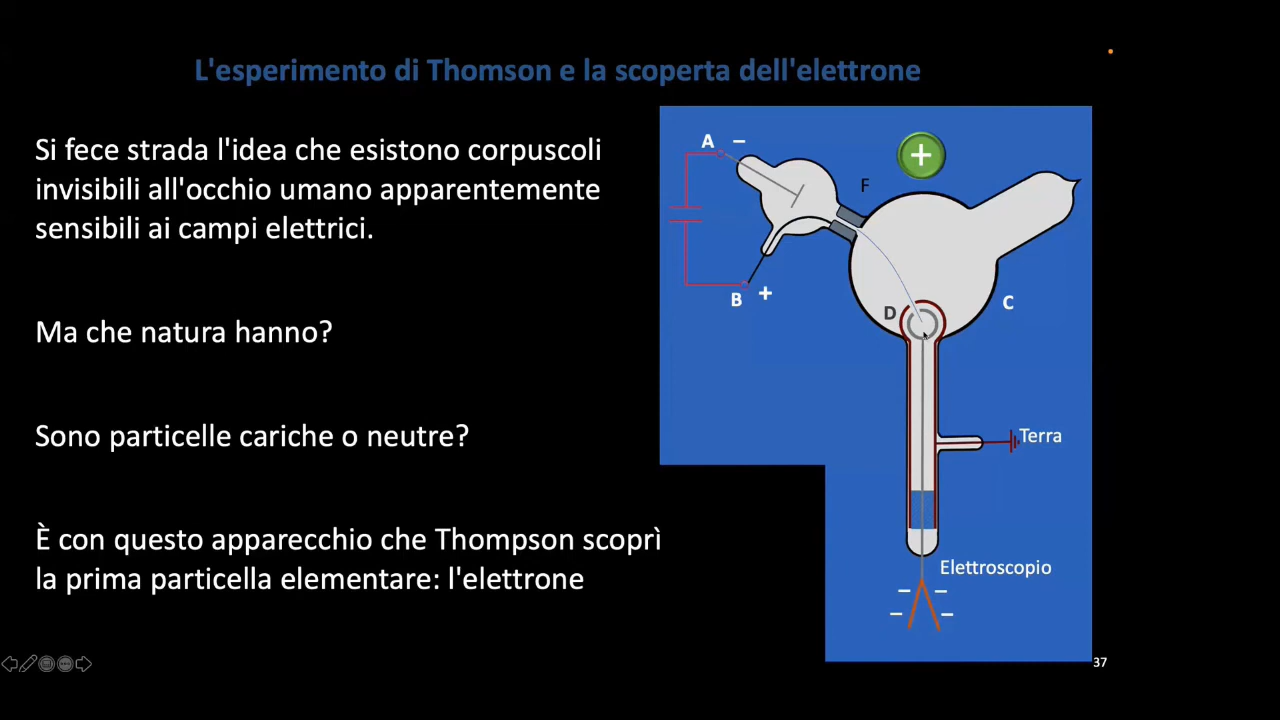 L'esperimento di Thomson e la scoperta dell'elettrone
Si fece strada l'idea che esistono corpuscoli
invisibili all'occhio umano apparentemente
sensibili ai campi elettrici.
Ma che natura hanno?
Sono particelle cariche o neutre?
È con questo apparecchio che Thompson scoprì
la prima particella elementare: l'elettrone
A −
+
F
B +
D
C
Terra
Elettroscopio
− −
− −
37